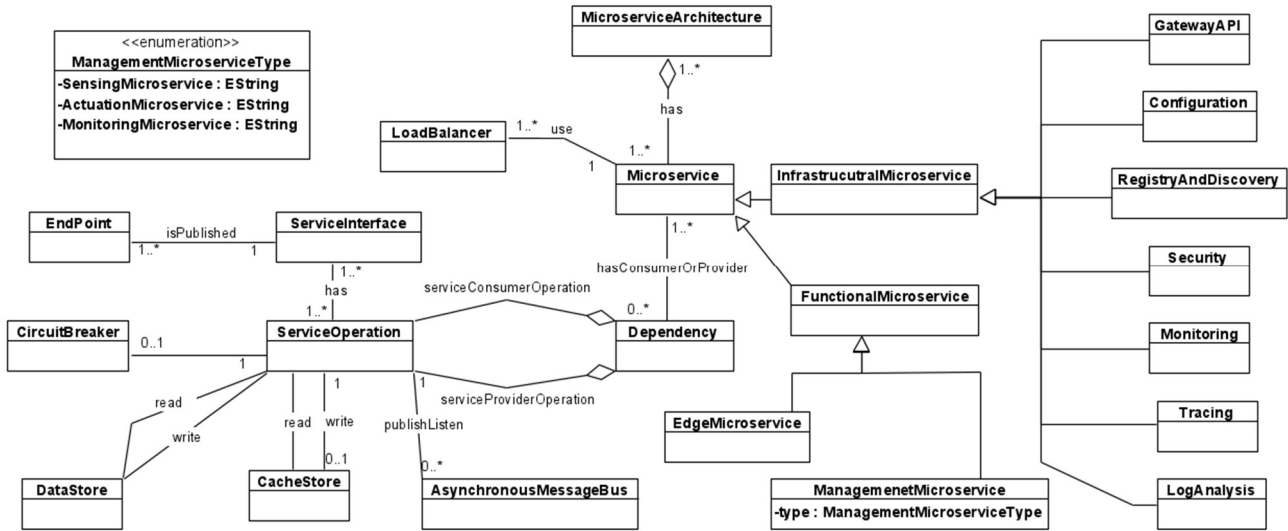 MicroserviceArchitecture
GatewayAPI
<<enumeration>>
ManagementMicroserviceType
-SensingMicroservice : EString
-ActuationMicroservice : EString
-MonitoringMicroservice : EString
1..*
has
Configuration
LoadBalancer
1..*
use
1
1..*
Microservice
InfrastrucutralMicroservice
RegistryAndDiscovery
EndPoint
isPublished
ServiceInterface
1..*
1
1..*
1..*
has
hasConsumerOrProvider
Security
serviceConsumerOperation
FunctionalMicroservice
1..*
0..*
CircuitBreaker
ServiceOperation
Dependency
Monitoring
0..1
1
1
1
serviceProviderOperation
read
write
read
write
publishListen
EdgeMicroservice
Tracing
0..1
0..*
DataStore
CacheStore
AsynchronousMessageBus
ManagemenetMicroservice
-type : ManagementMicroserviceType
LogAnalysis